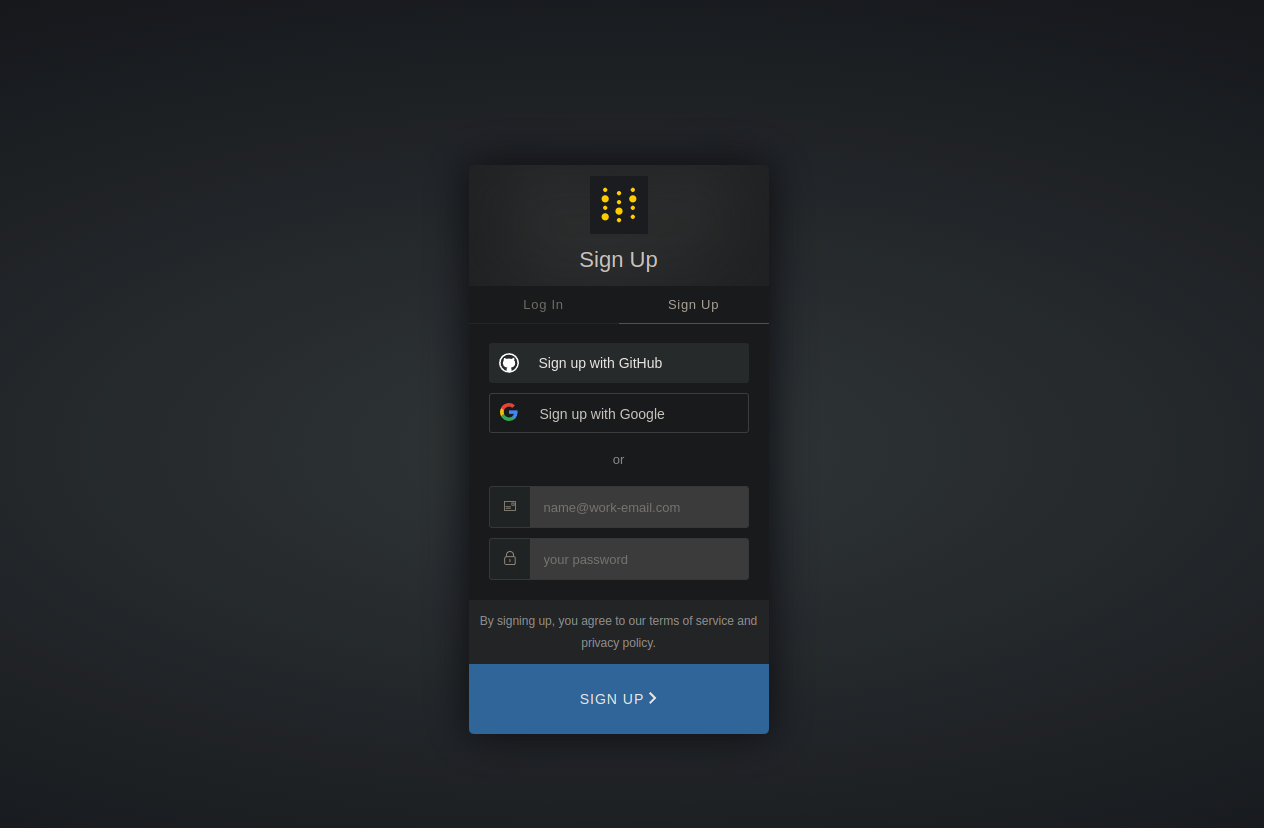 Sign Up
Log In
Sign Up
Sign up with GitHub
Sign up with Google
or
name@work-email.com
your password
By signing up, you agree to our terms of service and
privacy policy.
SIGN UP